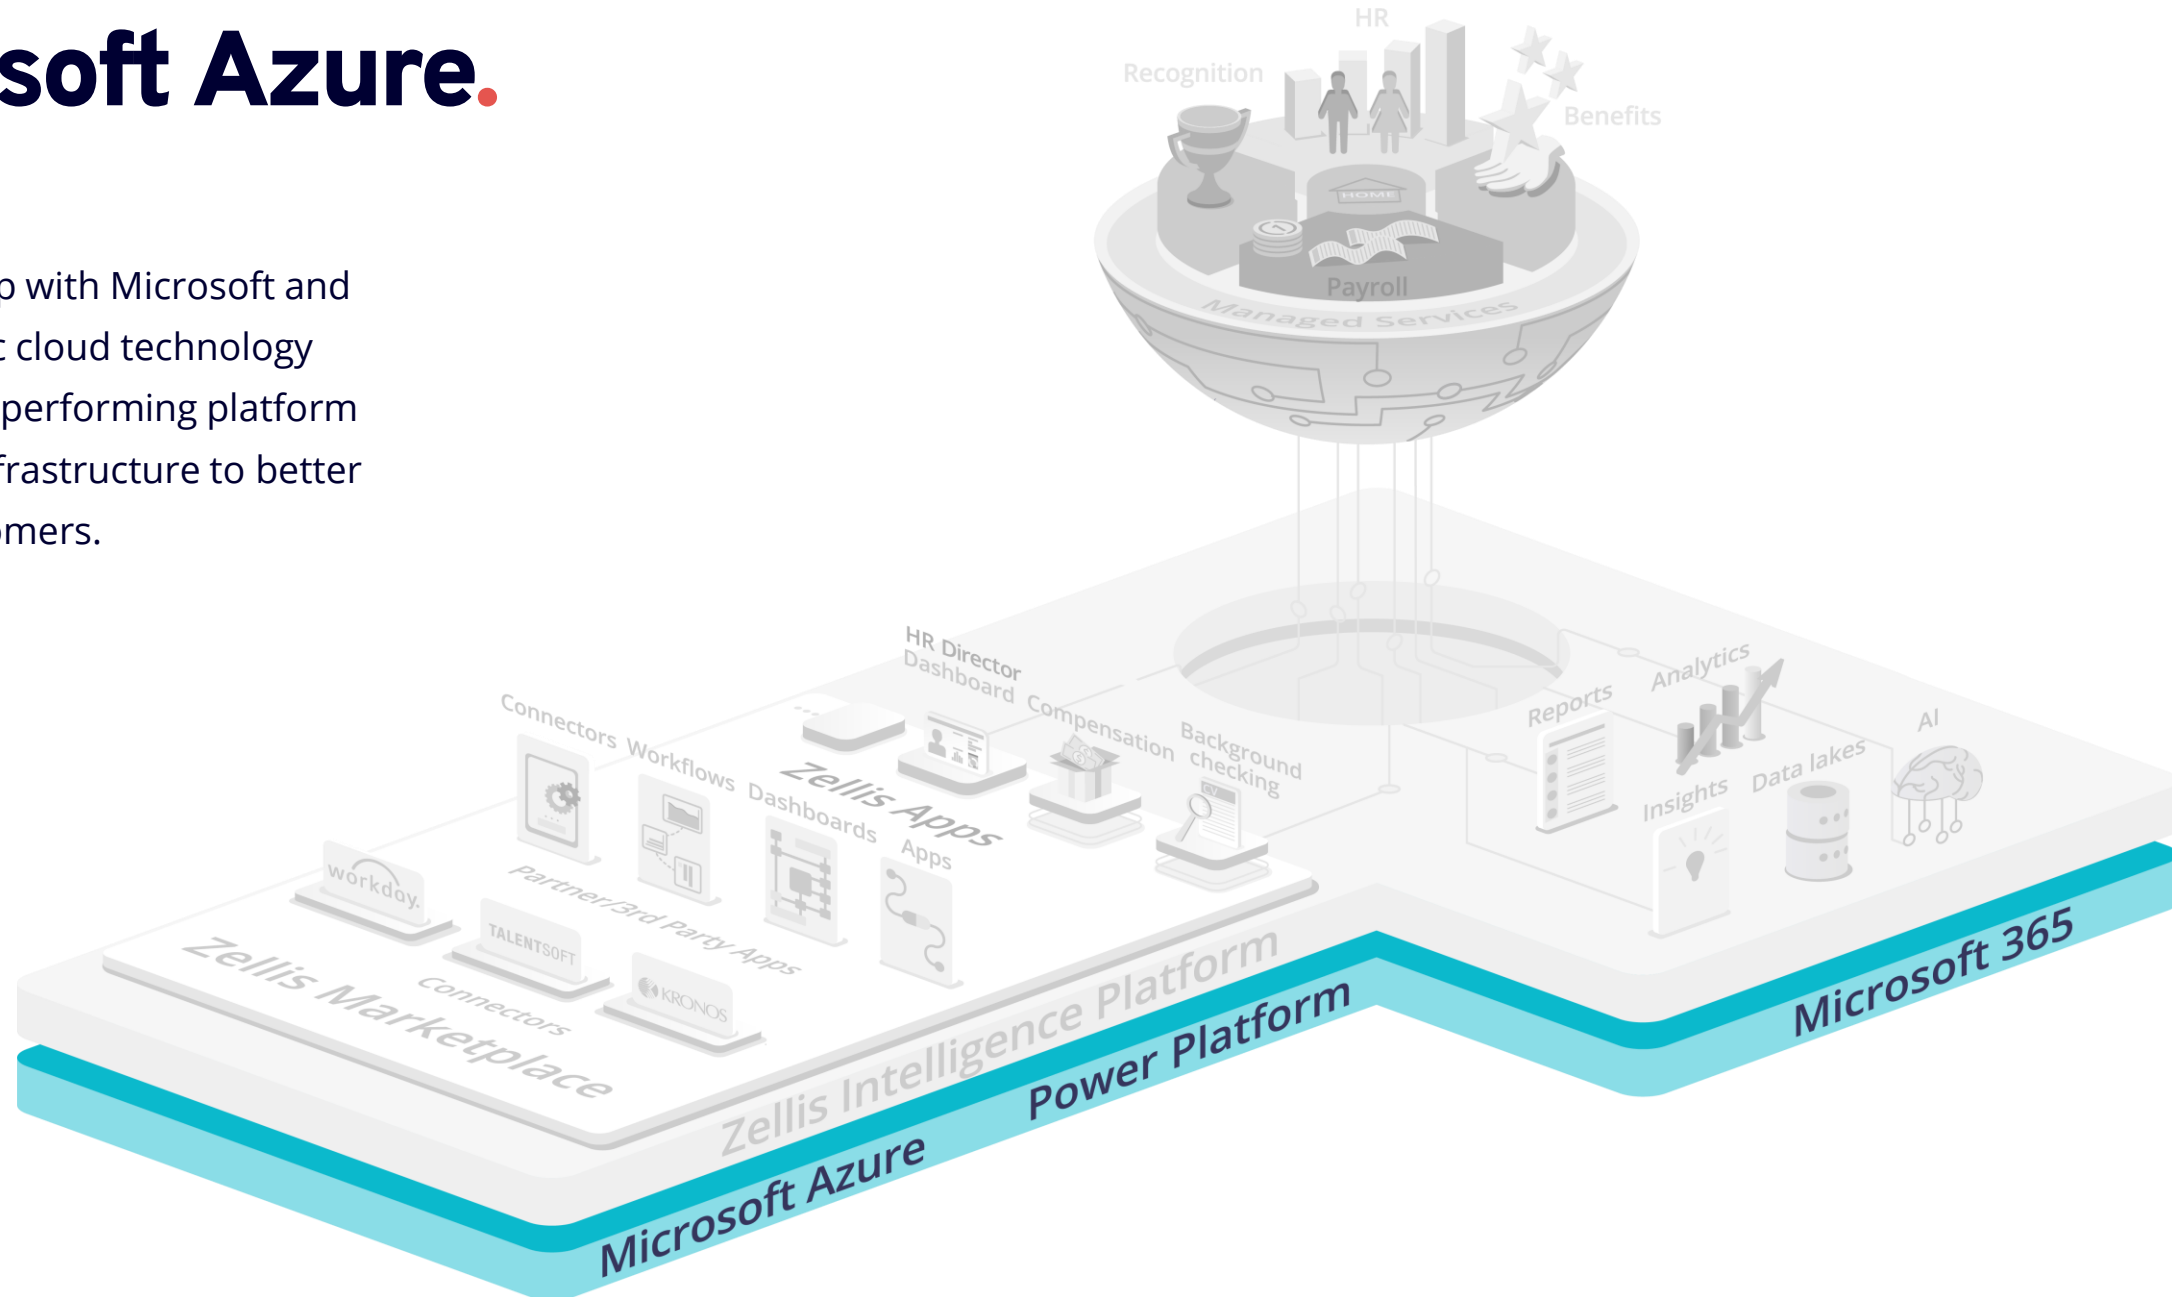 soft Azure.
p with Microsoft and
c cloud technology
performing platform
frastructure to better
omers.
HR
Recognition
Benefits
HOME
Payroll
Managed Services
HR Director
Dashboard
Compensation
Background
checking
CV
Connectors
Workflows
Dashboards
Apps
Zellis Apps
Reports
Analytics
AI
Insights
Data lakes
workday.
TALENTSOFT
KRONOS
Partner/3rd Party Apps
Connectors
Zellis Marketplace
Zellis Intelligence Platform
Microsoft Azure
Power Platform
Microsoft 365